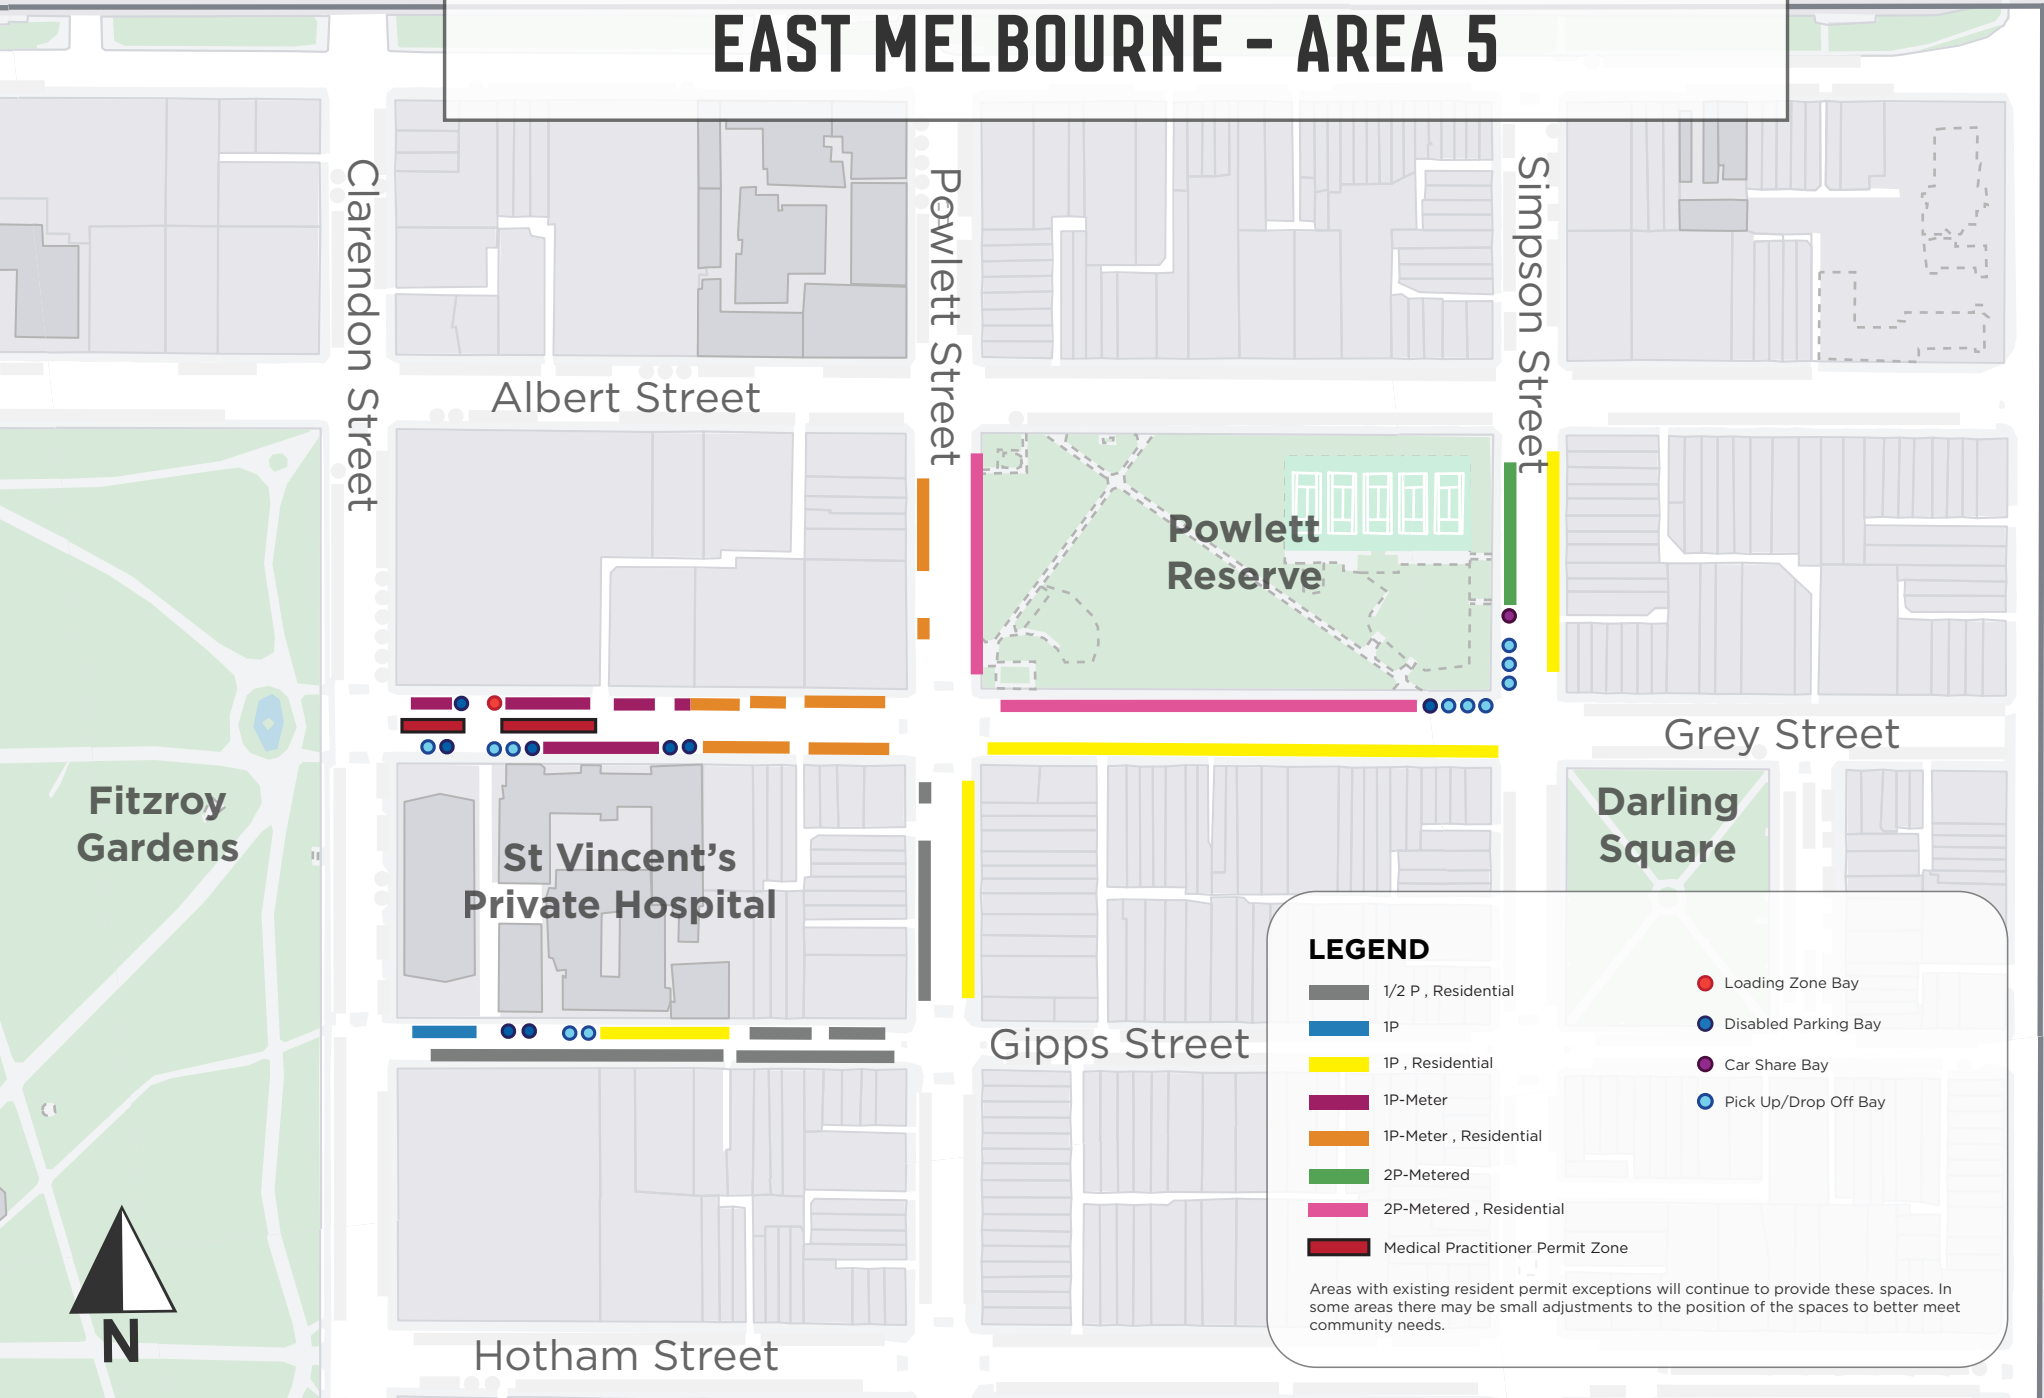 EAST MELBOURNE - AREA 5
Clarendon Street
Powlett Street
Simpson Street
Albert Street
Powlett
Reserve
Grey Street
Fitzroy
Gardens
Darling
Square
St Vincent's
Private Hospital
Gipps Street
LEGEND
1/2 P , Residential
1P
1P , Residential
1P-Meter
1P-Meter , Residential
2P-Metered
2P-Metered , Residential
Medical Practitioner Permit Zone
Loading Zone Bay
Disabled Parking Bay
Car Share Bay
Pick Up/Drop Off Bay
Areas with existing resident permit exceptions will continue to provide these spaces. In
some areas there may be small adjustments to the position of the spaces to better meet
community needs.
N
Hotham Street